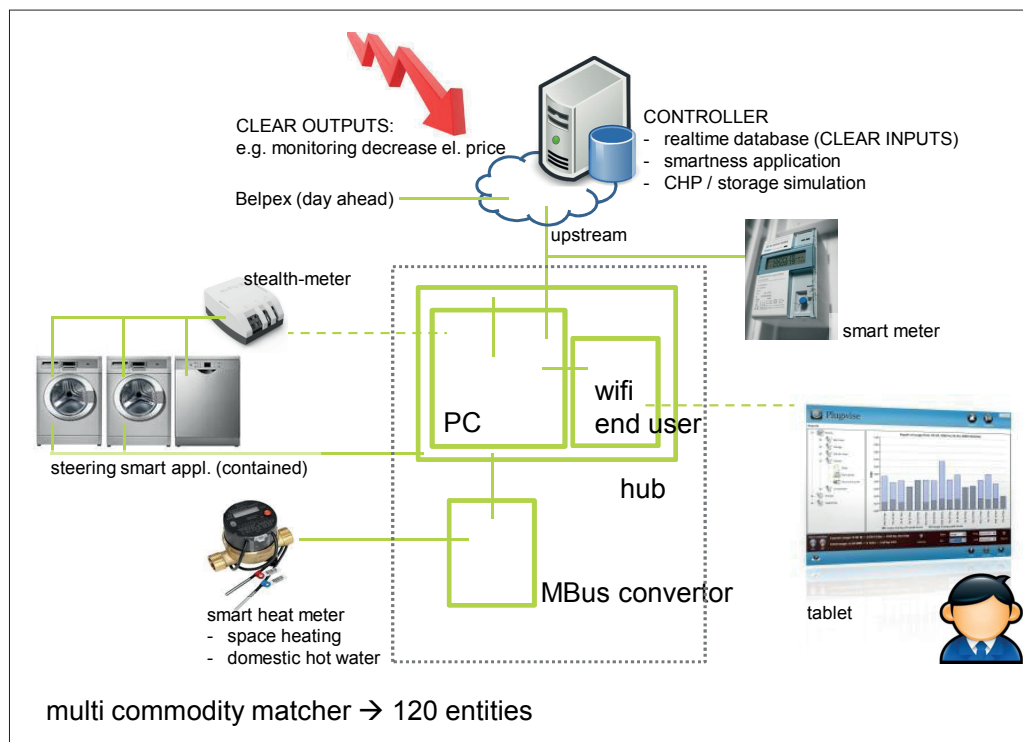 CLEAR OUTPUTS:
e.g. monitoring decrease el. price
CONTROLLER
- realtime database (CLEAR INPUTS)
- smartness application
- CHP / storage simulation
Belpex (day ahead)
upstream
stealth-meter
smart meter
PC
wifi
end user
hub
steering smart appl. (contained)
Plugwise
MBus convertor
smart heat meter
- space heating
- domestic hot water
tablet
multi commodity matcher → 120 entities